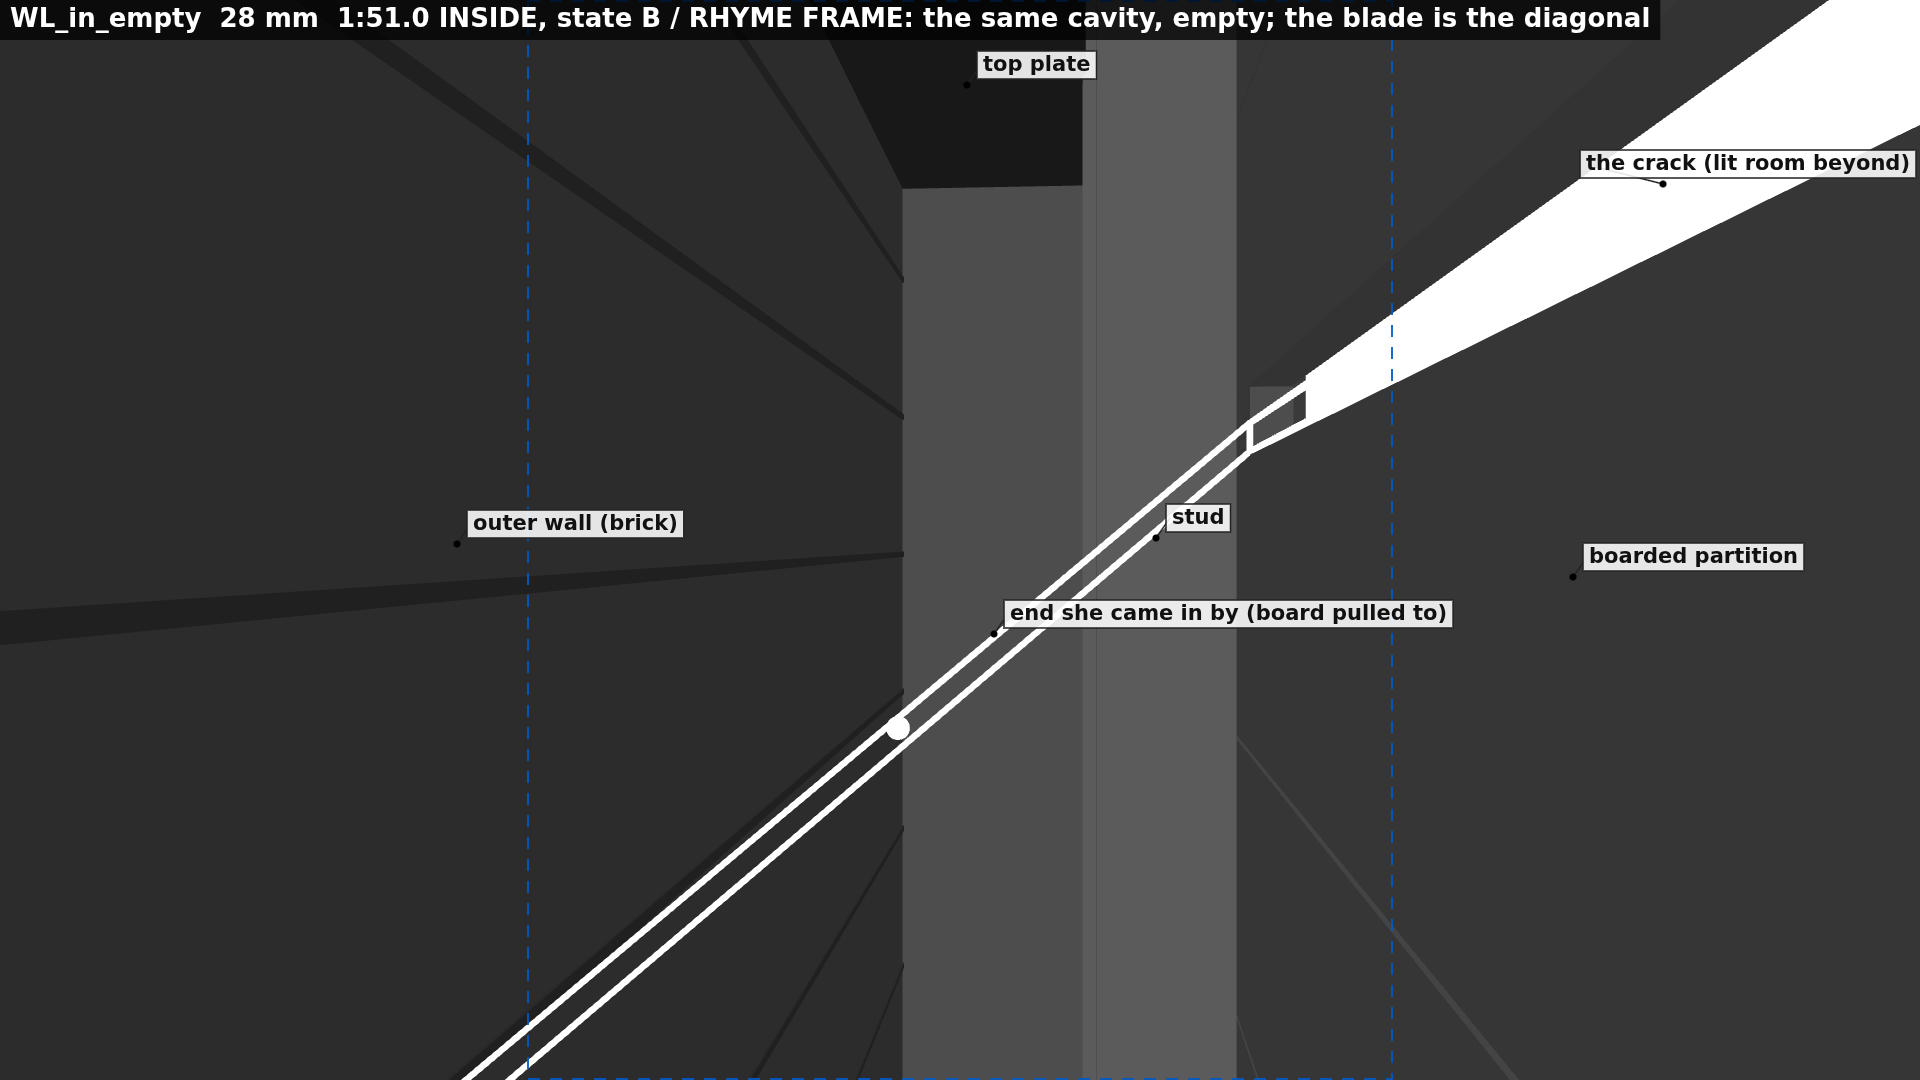 WL_in_empty  28 mm  1:51.0 INSIDE, state B / RHYME FRAME: the same cavity, empty; the blade is the diagonal
top plate
the crack (lit room beyond)
stud
outer wall (brick)
boarded partition
end she came in by (board pulled to)